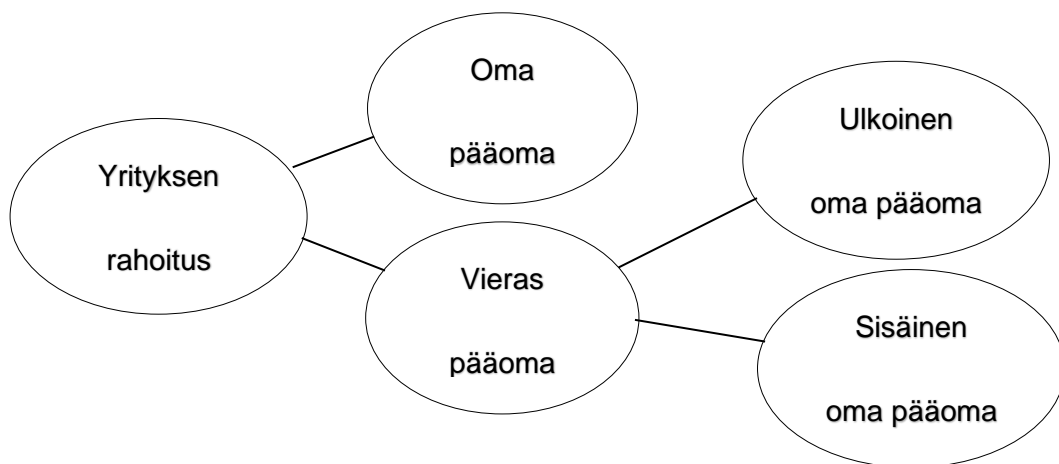 Oma
pääoma
Yrityksen
rahoitus
Vieras
pääoma
Ulkoinen
oma pääoma
Sisäinen
oma pääoma